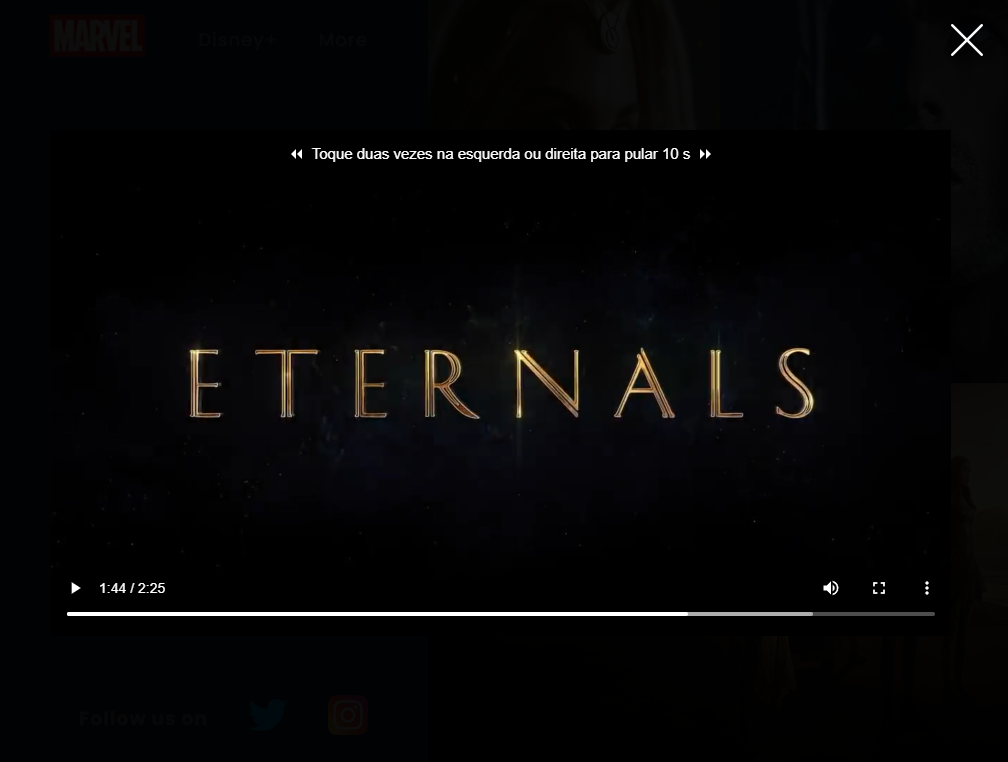 MARVEL
Disney+ More
Toque duas vezes na esquerda ou direita para pular 10 s
ETERNALS
1:44 / 2:25
Follow us on